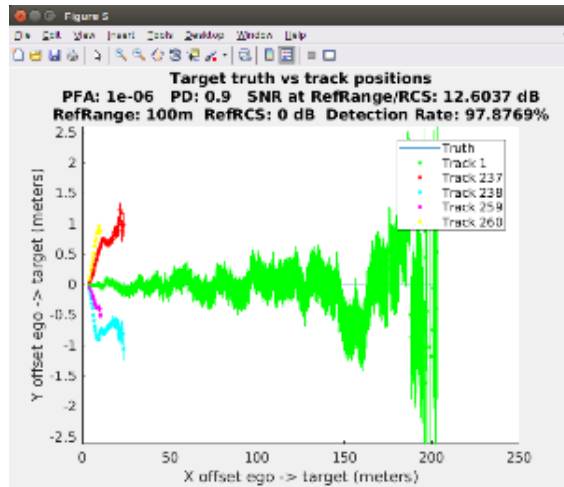 Figure 5
File Edit View Insert Tools Desktop Window Help
Target truth vs track positions
PFA: 1e-06 PD: 0.9 SNR at RefRange/RCS: 12.6037 dB
RefRange: 100m RefRCS: 0 dB Detection Rate: 97.8769%
2.5
2
1.5
1
0.5
0
-0.5
-1
-1.5
-2
-2.5
Y offset ego -> target (meters)
Truth
Track 1
Track 237
Track 238
Track 259
Track 260
0 50 100 150 200 250
X offset ego -> target (meters)